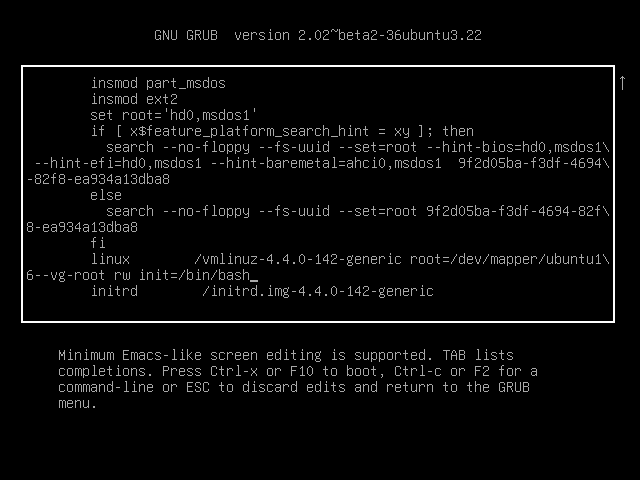 GNU GRUB  version 2.02~beta2-36ubuntu3.22
↑
insmod part_msdos
insmod ext2
set root='hd0,msdos1'
if [ x$feature_platform_search_hint = xy ]; then
search --no-floppy --fs-uuid --set=root --hint-bios=hd0,msdos1\
--hint-efi=hd0,msdos1 --hint-baremetal=ahci0,msdos1  9f2d05ba-f3df-4694\
-82f8-ea934a13dba8
else
search --no-floppy --fs-uuid --set=root 9f2d05ba-f3df-4694-82f\
8-ea934a13dba8
fi
linux        /vmlinuz-4.4.0-142-generic root=/dev/mapper/ubuntu1\
6--vg-root rw init=/bin/bash_
initrd        /initrd.img-4.4.0-142-generic
Minimum Emacs-like screen editing is supported. TAB lists
completions. Press Ctrl-x or F10 to boot, Ctrl-c or F2 for a
command-line or ESC to discard edits and return to the GRUB
menu.